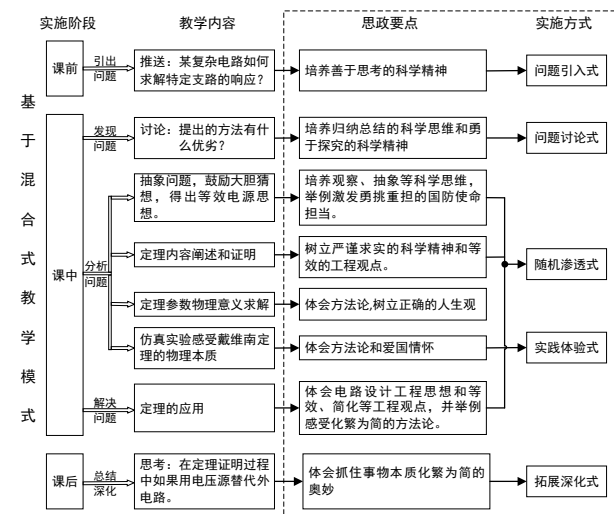 实施阶段
教学内容
思政要点
实施方式
基于混合式教学模式
课前
引出
问题
推送：某复杂电路如何
求解特定支路的响应？
培养善于思考的科学精神
问题引入式
课中
发现
问题
讨论：提出的方法有什
么优劣？
培养归纳总结的科学思维和勇
于探究的科学精神
问题讨论式
分析
问题
抽象问题，鼓励大胆猜
想，得出等效电源思
想。
培养观察、抽象等科学思维，
举例激发勇挑重担的国防使命
担当。
定理内容阐述和证明
树立严谨求实的科学精神和等
效的工程观点。
随机渗透式
定理参数物理意义求解
体会方法论,树立正确的人生观
仿真实验感受戴维南定
理的物理本质
体会方法论和爱国情怀
实践体验式
解决
问题
定理的应用
体会电路设计工程思想和等
效、简化等工程观点，并举例
感受化繁为简的方法论。
课后
总结
深化
思考：在定理证明过程
中如果用电压源替代外
电路。
体会抓住事物本质化繁为简的
奥妙
拓展深化式